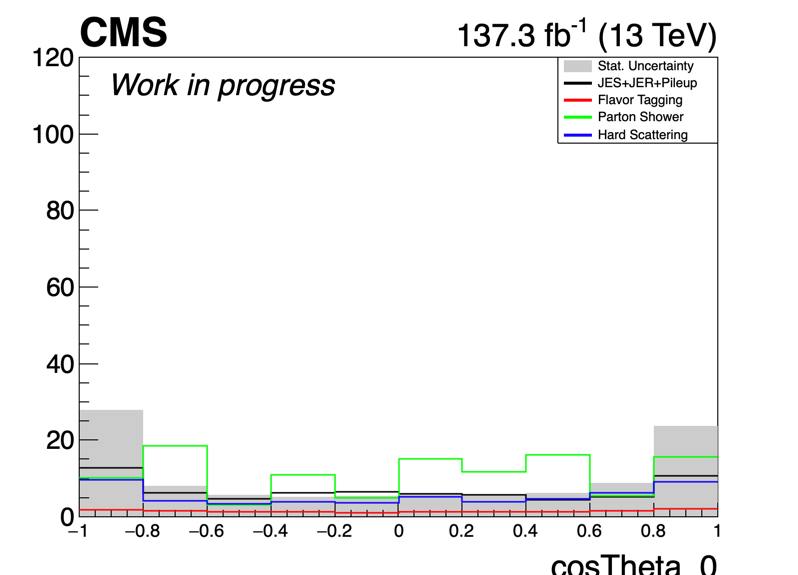 CMS 137.3 fb-1 (13 TeV)
Work in progress
Stat. Uncertainty
JES+JER+Pileup
Flavor Tagging
Parton Shower
Hard Scattering
120
100
80
60
40
20
0
−1 −0.8 −0.6 −0.4 −0.2 0 0.2 0.4 0.6 0.8 1
cosTheta_0